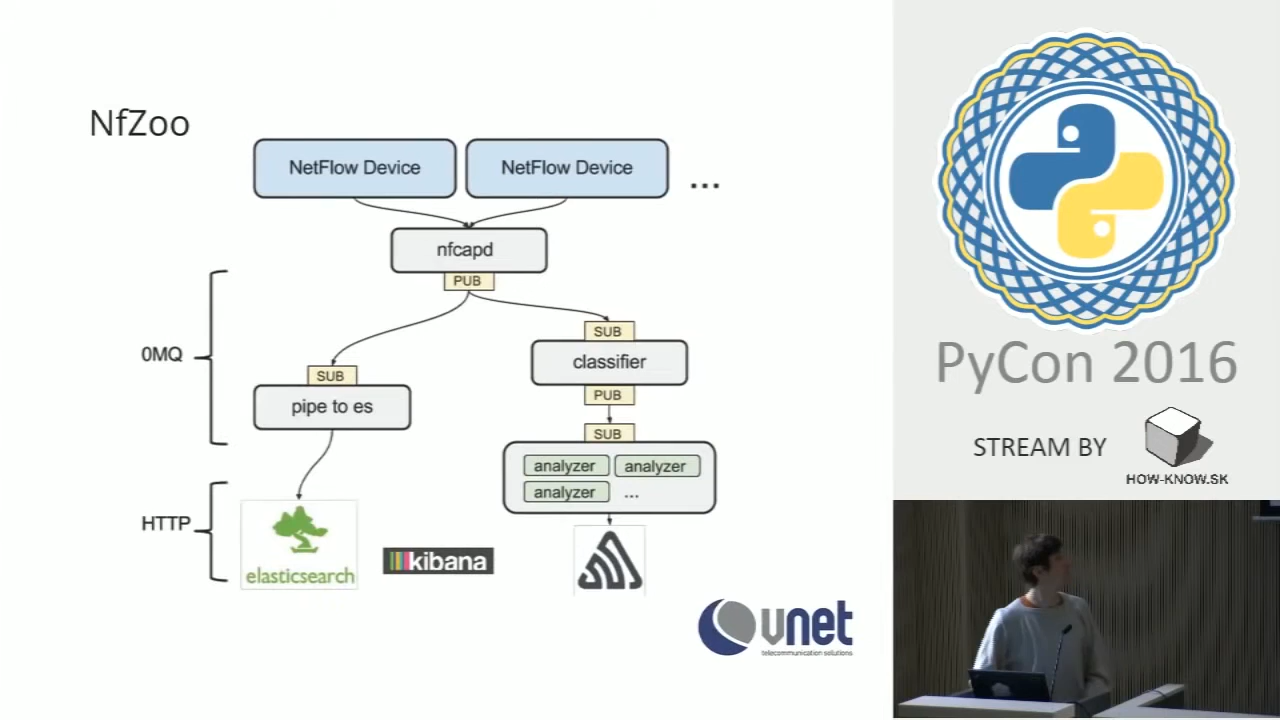 NfZoo
NetFlow Device
NetFlow Device
...
nfcapd
PUB
0MQ
SUB
pipe to es
SUB
classifier
PUB
SUB
analyzer
analyzer
analyzer
...
HTTP
elasticsearch
kibana
vnet
telecommunication solutions
PyCon 2016
STREAM BY
HOW-KNOW.SK